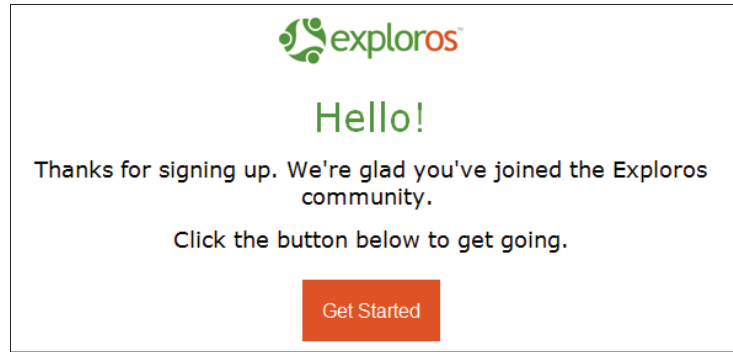 exploros™
Hello!
Thanks for signing up. We're glad you've joined the Exploros
community.
Click the button below to get going.
Get Started